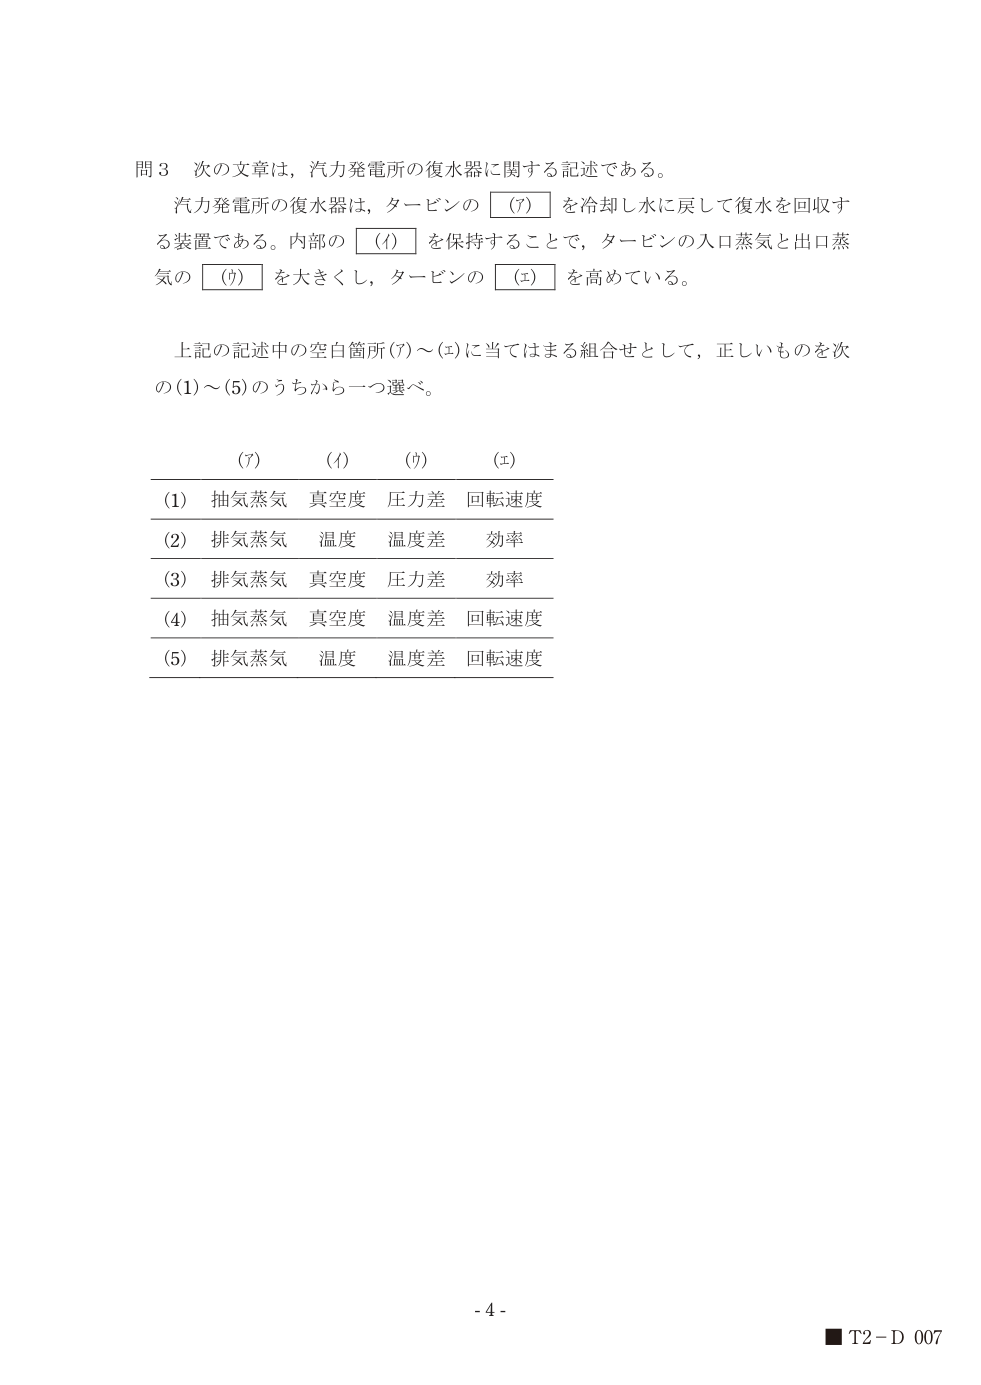 問３　次の文章は，汽力発電所の復水器に関する記述である。
汽力発電所の復水器は，タービンの (ア) を冷却し水に戻して復水を回収す
る装置である。内部の (イ) を保持することで，タービンの入口蒸気と出口蒸
気の (ウ) を大きくし，タービンの (エ) を高めている。
上記の記述中の空白箇所(ア)～(エ)に当てはまる組合せとして，正しいものを次
の(1)～(5)のうちから一つ選べ。
(ア) (イ) (ウ) (エ)
(1) 抽気蒸気 真空度 圧力差 回転速度
(2) 排気蒸気 温度 温度差 効率
(3) 排気蒸気 真空度 圧力差 効率
(4) 抽気蒸気 真空度 温度差 回転速度
(5) 排気蒸気 温度 温度差 回転速度
- 4 -
■ T2－D 007